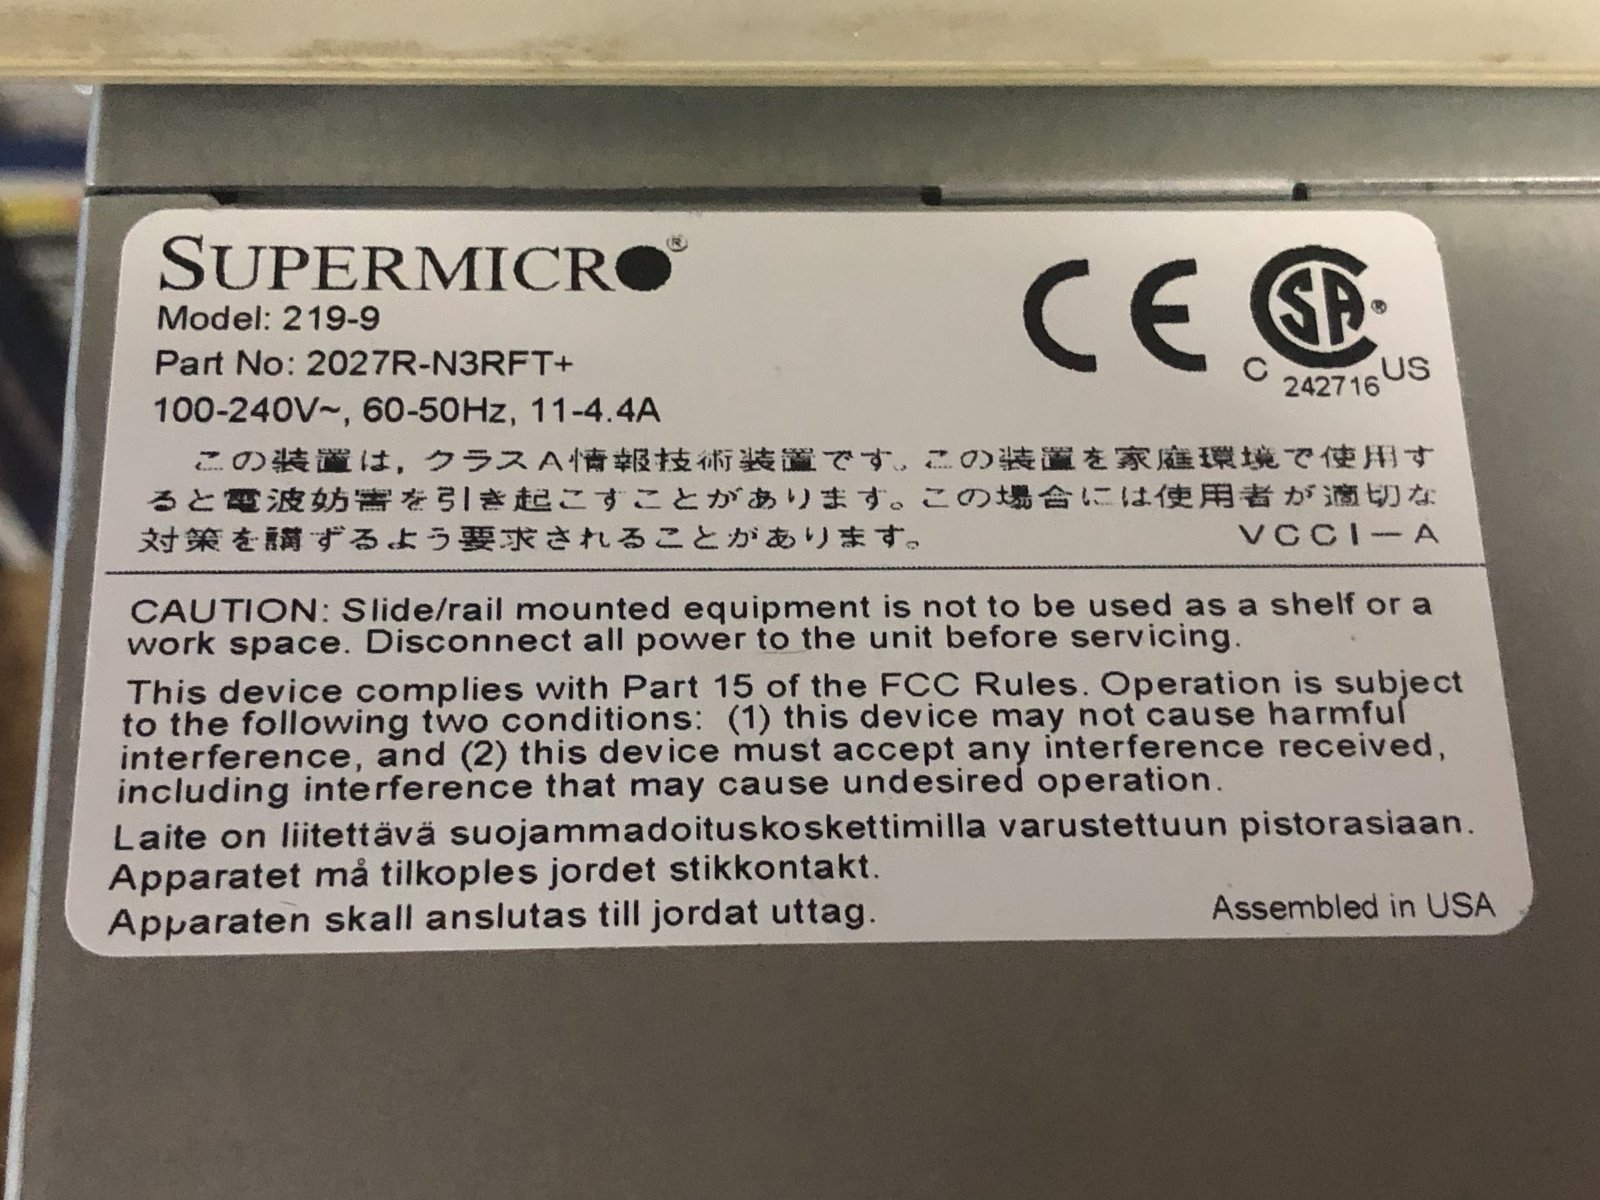 SUPERMICRO®
Model: 219-9
Part No: 2027R-N3RFT+
100-240V~, 60-50Hz, 11-4.4A
CE
SA®
C 242716 US
この装置は, クラスA情報技術装置です。この装置を家庭環境で使用す
ると電波妨害を引き起こすことがあります。この場合には使用者が適切な
対策を講ずるよう要求されることがあります。 VCCI-A
CAUTION: Slide/rail mounted equipment is not to be used as a shelf or a
work space. Disconnect all power to the unit before servicing.
This device complies with Part 15 of the FCC Rules. Operation is subject
to the following two conditions: (1) this device may not cause harmful
interference, and (2) this device must accept any interference received,
including interference that may cause undesired operation.
Laite on liitettävä suojammadoituskoskettimilla varustettuun pistorasiaan.
Apparatet må tilkoples jordet stikkontakt.
Apparaten skall anslutas till jordat uttag.
Assembled in USA